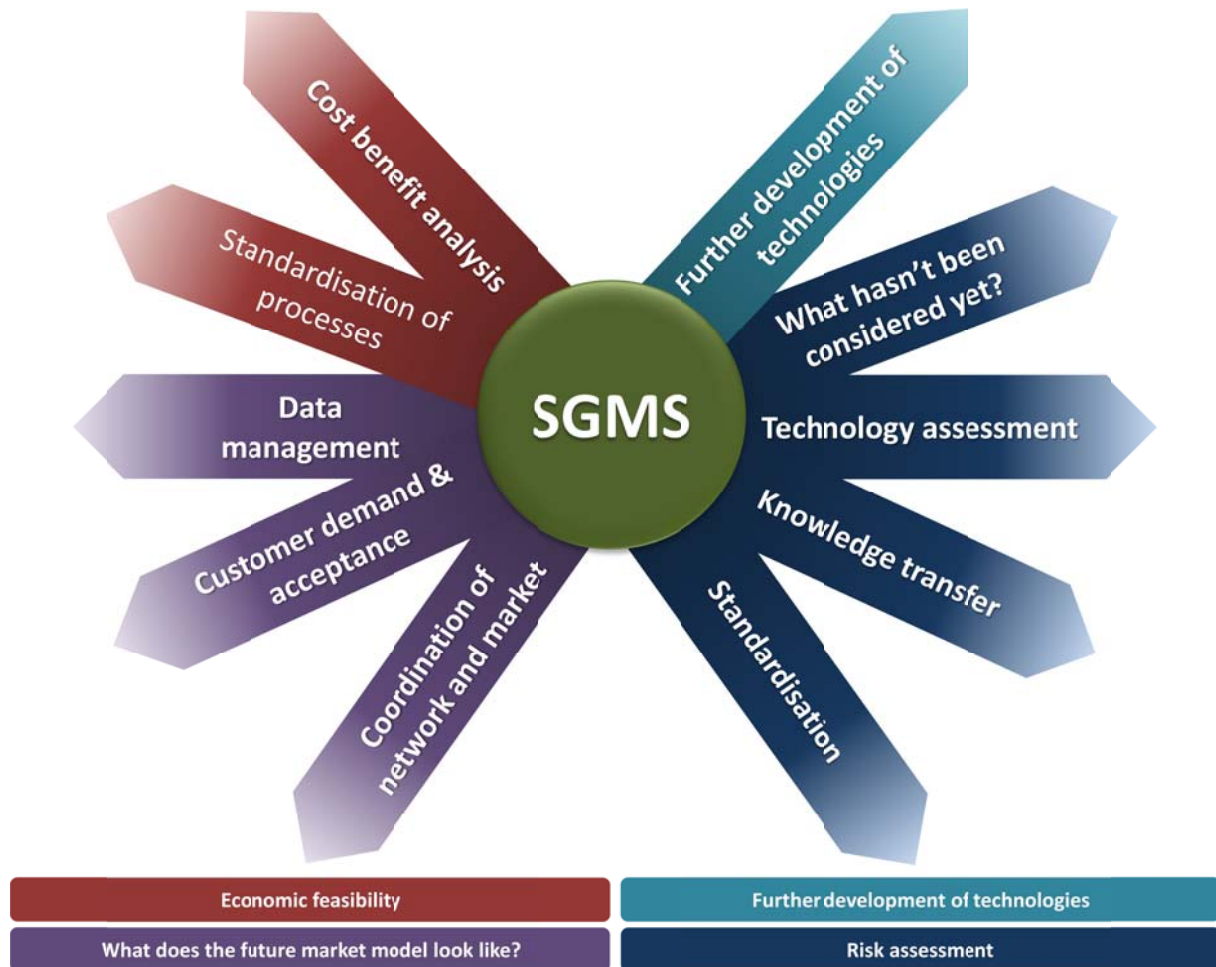 Cost benefit analysis
Further development of
technologies
Standardisation of
processes
What hasn't been
considered yet?
Data
management
SGMS
Technology assessment
Customer demand &
acceptance
Knowledge transfer
Coordination of
network and market
Standardisation
Economic feasibility
Further development of technologies
What does the future market model look like?
Risk assessment